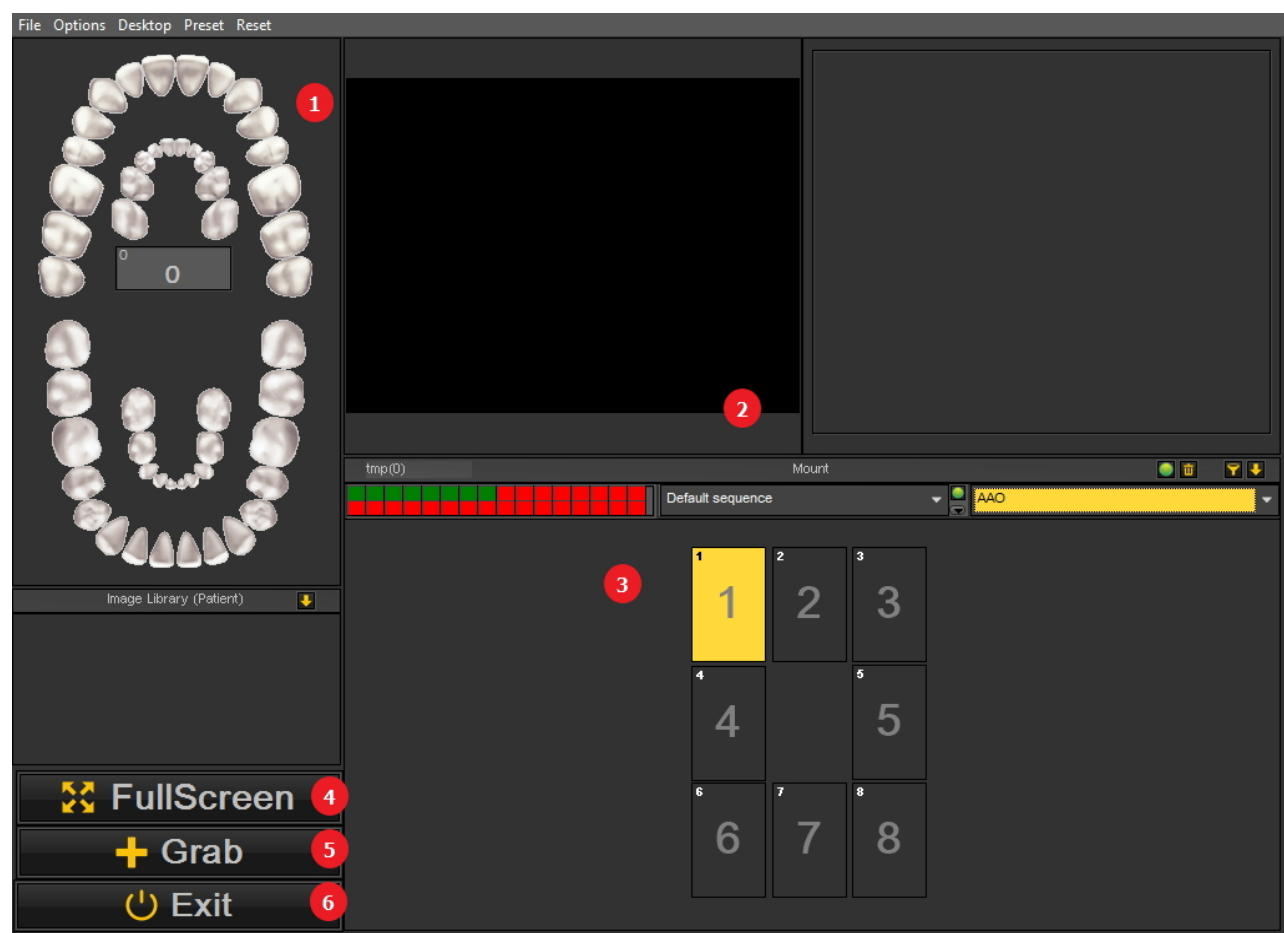 File Options Desktop Preset Reset
1
0
0
2
tmp(0) Mount
Default sequence AAO
3
1 2 3
1 2 3
4 5
4 5
6 7 8
6 7 8
Image Library (Patient)
FullScreen 4
Grab 5
Exit 6